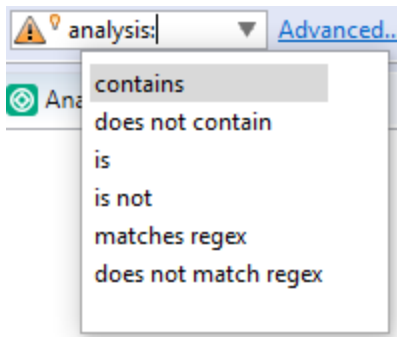 analysis:
Advanced..
Ana
contains
does not contain
is
is not
matches regex
does not match regex